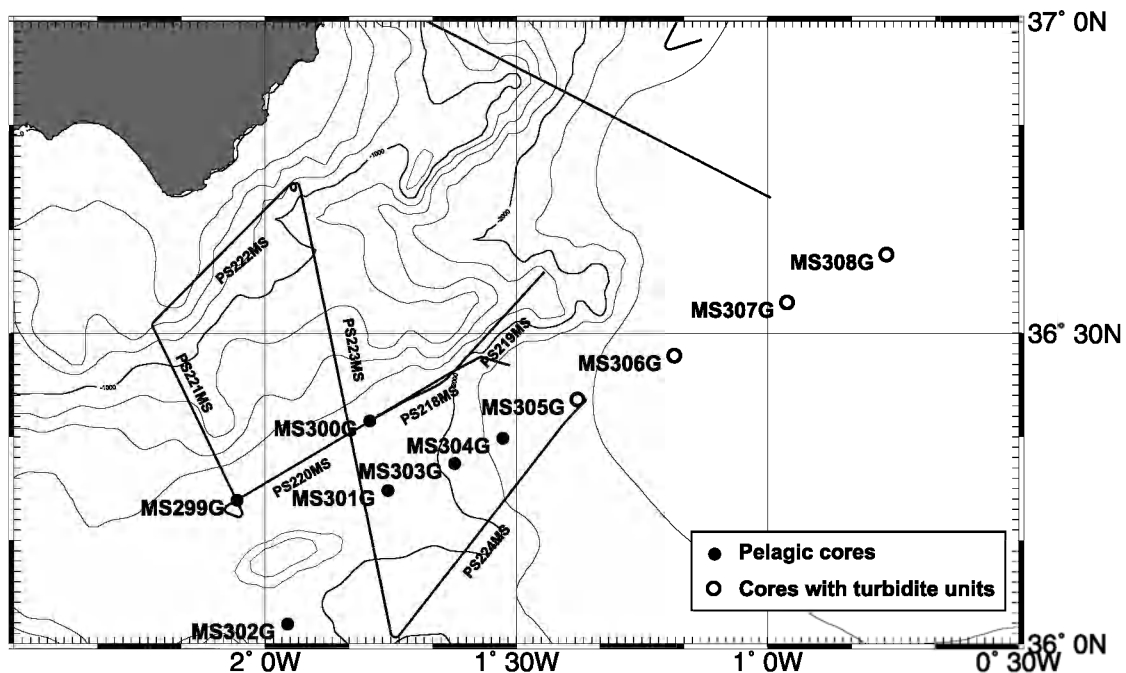 37° 0N
-1000
-2000
PS222MS
MS308G
MS307G
36° 30N
PS223MS
PS219MS
MS306G
-1000
PS221MS
PS218MS
MS305G
MS300G
MS304G
MS303G
PS220MS
MS301G
MS299G
PS224MS
Pelagic cores
Cores with turbidite units
MS302G
36° 0N
2° 0W
1° 30W
1° 0W
0° 30W